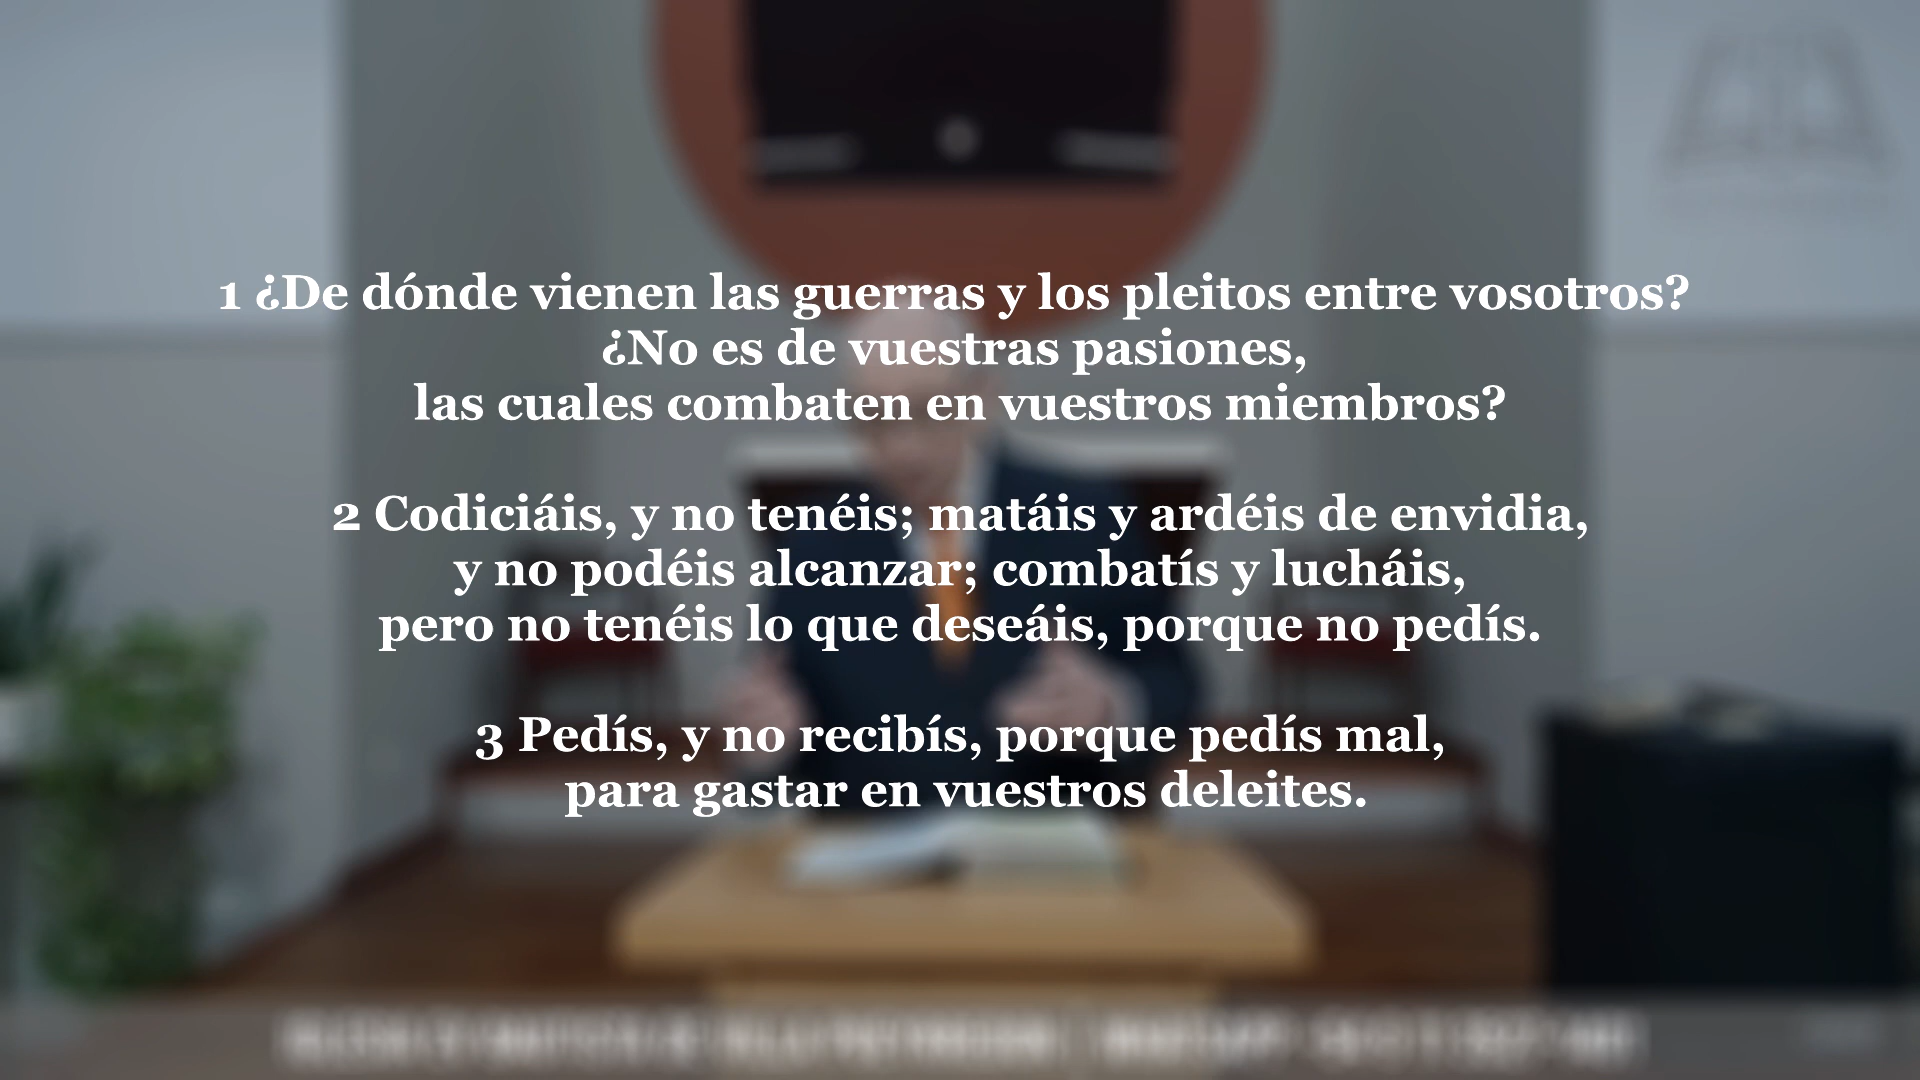 1 ¿De dónde vienen las guerras y los pleitos entre vosotros?
¿No es de vuestras pasiones,
las cuales combaten en vuestros miembros?
2 Codiciáis, y no tenéis; matáis y ardéis de envidia,
y no podéis alcanzar; combatís y lucháis,
pero no tenéis lo que deseáis, porque no pedís.
3 Pedís, y no recibís, porque pedís mal,
para gastar en vuestros deleites.